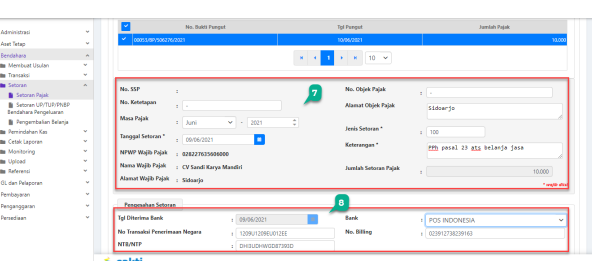 Administrasi
Aset Tetap
Bendahara
Membuat Usulan
Transaksi
Setoran
Setoran Pajak
Setoran UP/TUP/PNBP
Bendahara Pengeluaran
Pengembalian Belanja
Pemindahan Kas
Cetak Laporan
Monitoring
Upload
Referensi
GL dan Pelaporan
Pembayaran
Penganggaran
Persediaan
No. Bukti Pungut Tgl Pungut Jumlah Pajak
00053/BP/506276/2021 10/06/2021 10,000
1 10
7
No. SSP :
No. Ketetapan : -
Masa Pajak : Juni - 2021
Tanggal Setoran * : 09/06/2021
NPWP Wajib Pajak : 028227635606000
Nama Wajib Pajak : CV Sandi Karya Mandiri
Alamat Wajib Pajak : Sidoarjo
No. Objek Pajak : -
Alamat Objek Pajak : Sidoarjo
Jenis Setoran * : 100
Keterangan * : PPh pasal 23 ats belanja jasa
Jumlah Setoran Pajak : 10.000
* wajib diisi
Pengesahan Setoran
8
Tgl Diterima Bank : 09/06/2021
No Transaksi Penerimaan Negara : 1209U1209EU012EE
NTB/NTP : DHISUDHWGD87393D
Bank : POS INDONESIA
No. Billing : 023912738239163
sakti